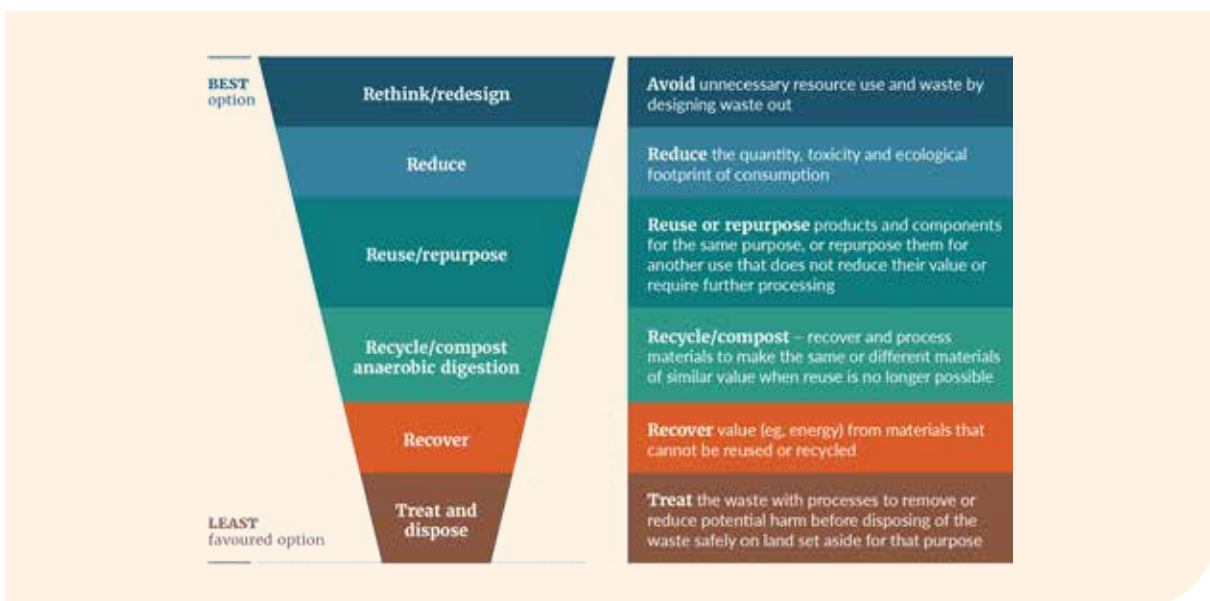 BEST
option
Rethink/redesign
Avoid unnecessary resource use and waste by
designing waste out
Reduce
Reduce the quantity, toxicity and ecological
footprint of consumption
Reuse/repurpose
Reuse or repurpose products and components
for the same purpose, or repurpose them for
another use that does not reduce their value or
require further processing
Recycle/compost
anaerobic digestion
Recycle/compost – recover and process
materials to make the same or different materials
of similar value when reuse is no longer possible
Recover
Recover value (eg, energy) from materials that
cannot be reused or recycled
Treat and
dispose
Treat the waste with processes to remove or
reduce potential harm before disposing of the
waste safely on land set aside for that purpose
LEAST
favoured option